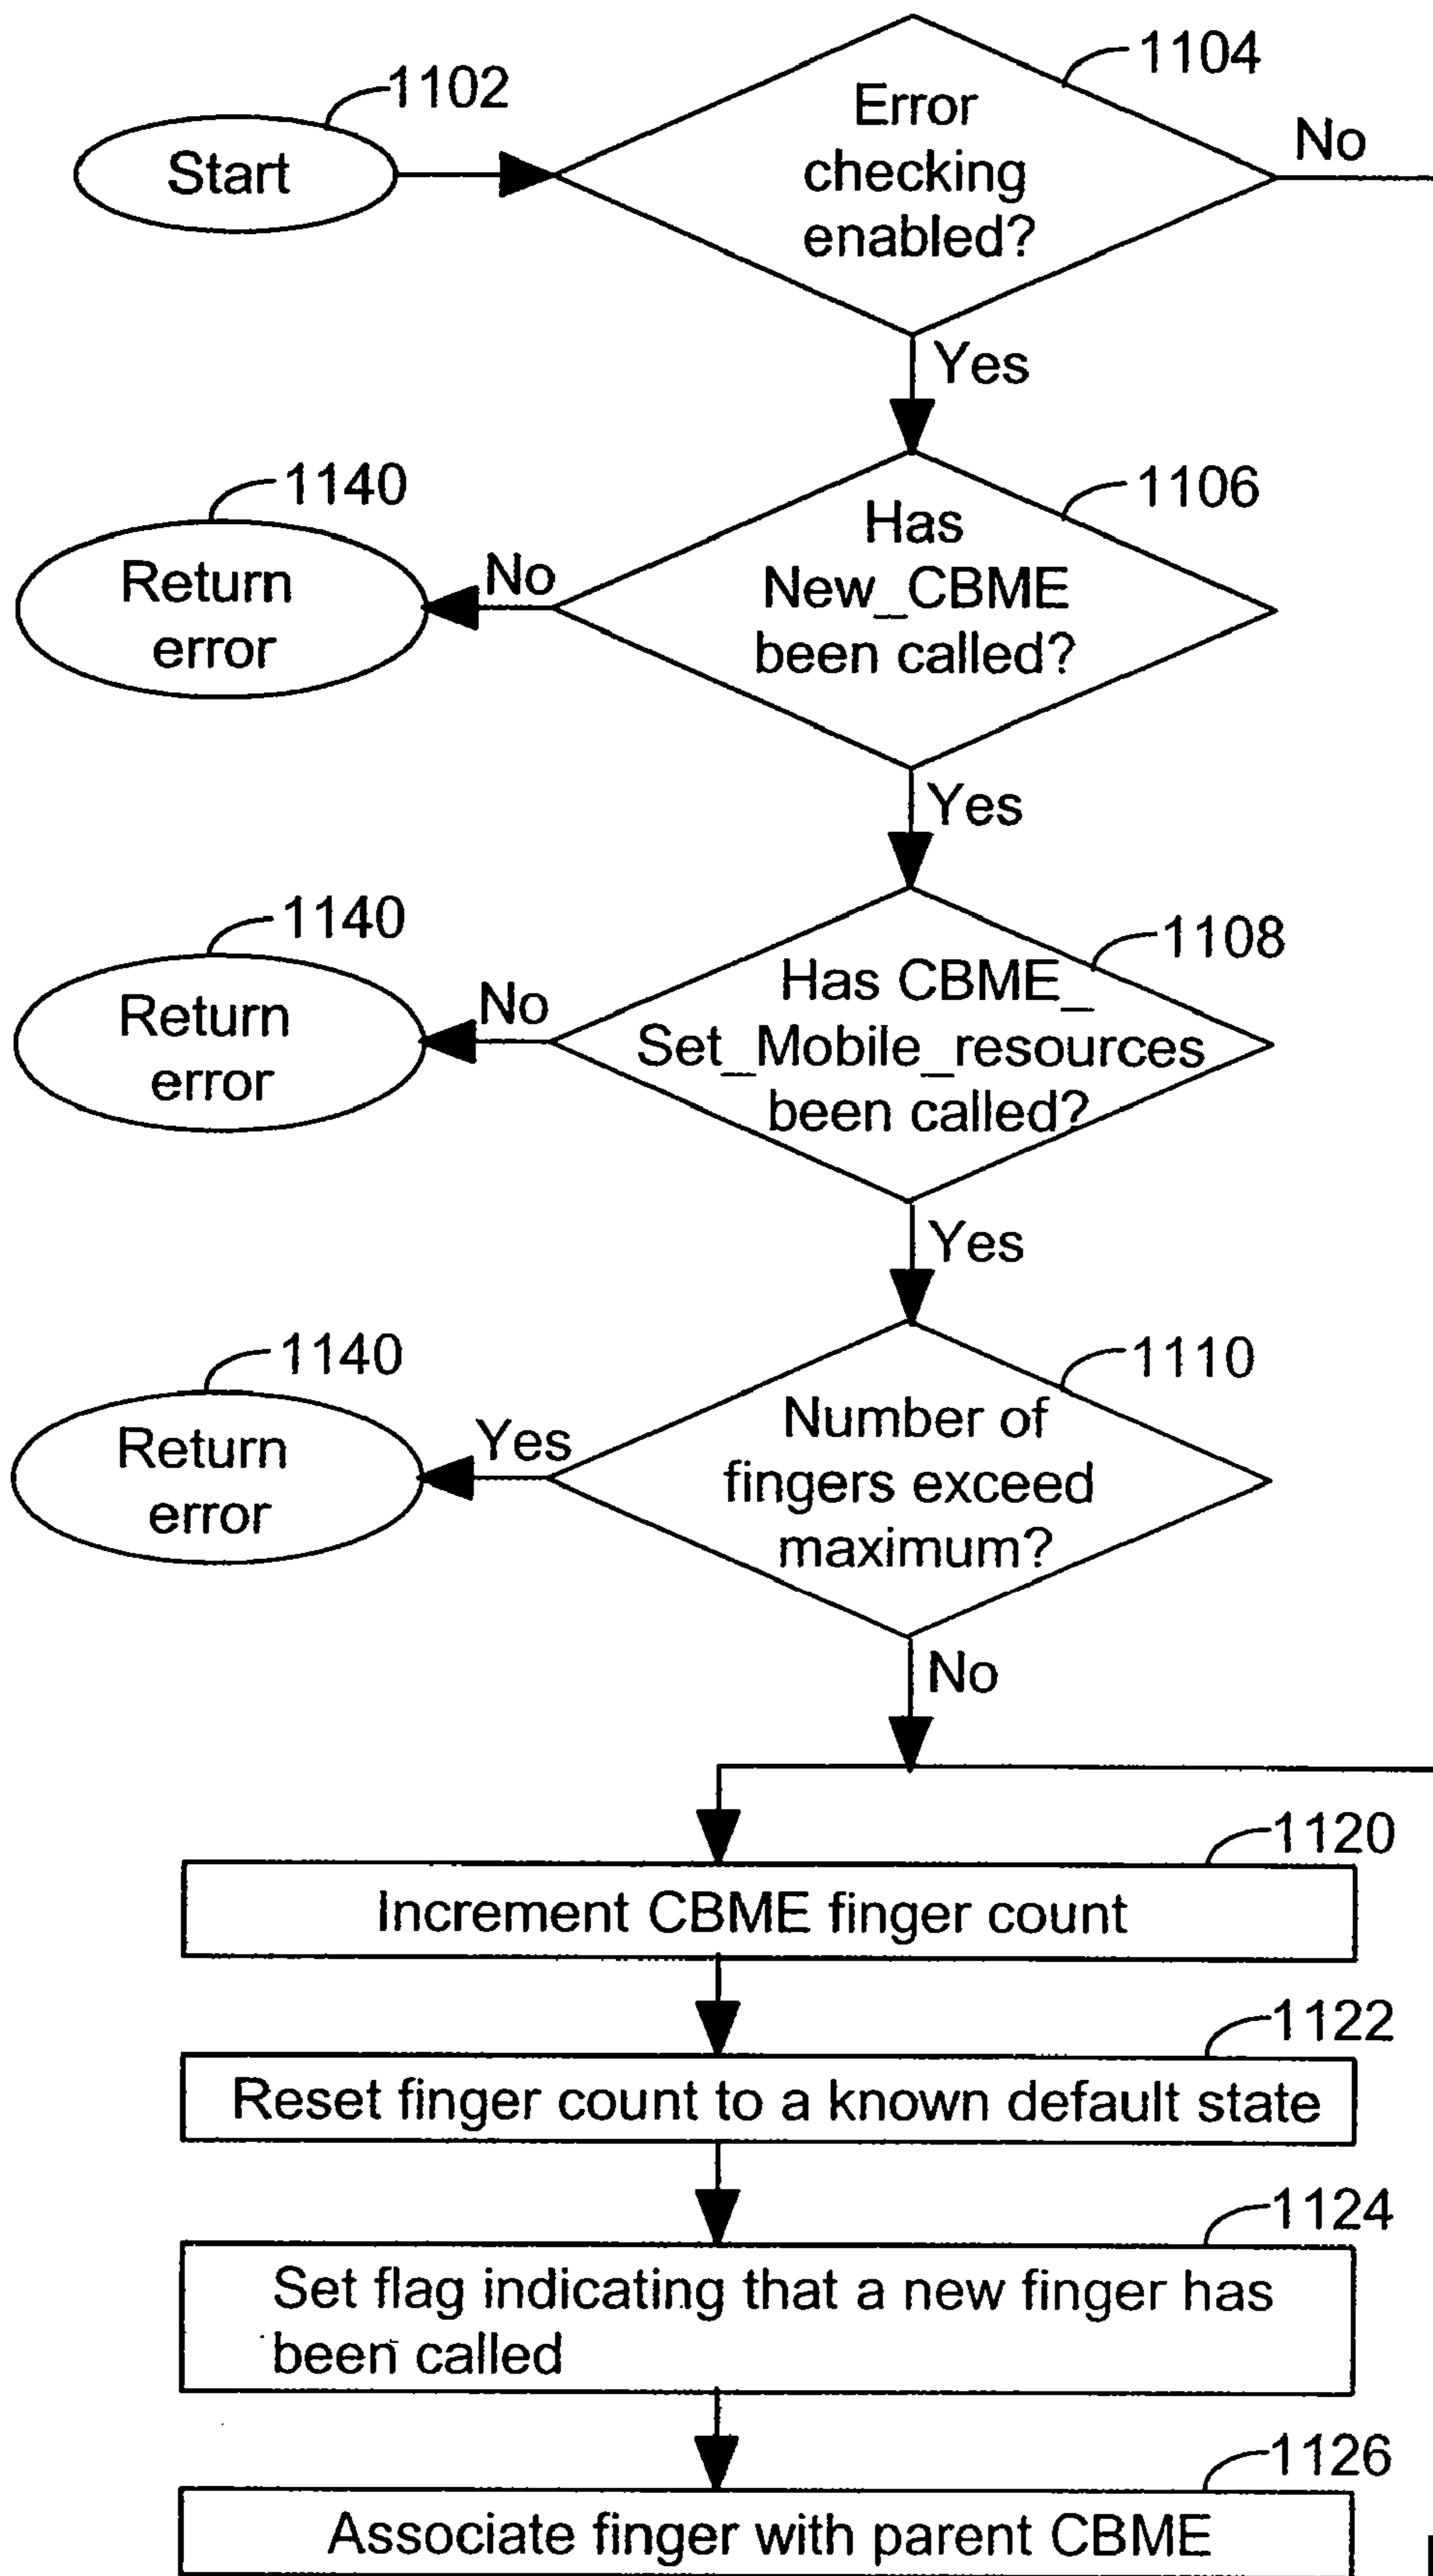 1102
Start
1104
Error
checking
enabled?
No
Yes
1140
Return
error
No
1106
Has
New_CBME
been called?
Yes
1140
Return
error
No
1108
Has CBME_
Set_Mobile_resources
been called?
Yes
1140
Return
error
Yes
1110
Number of
fingers exceed
maximum?
No
1120
Increment CBME finger count
1122
Reset finger count to a known default state
1124
Set flag indicating that a new finger has
been called
1126
Associate finger with parent CBME